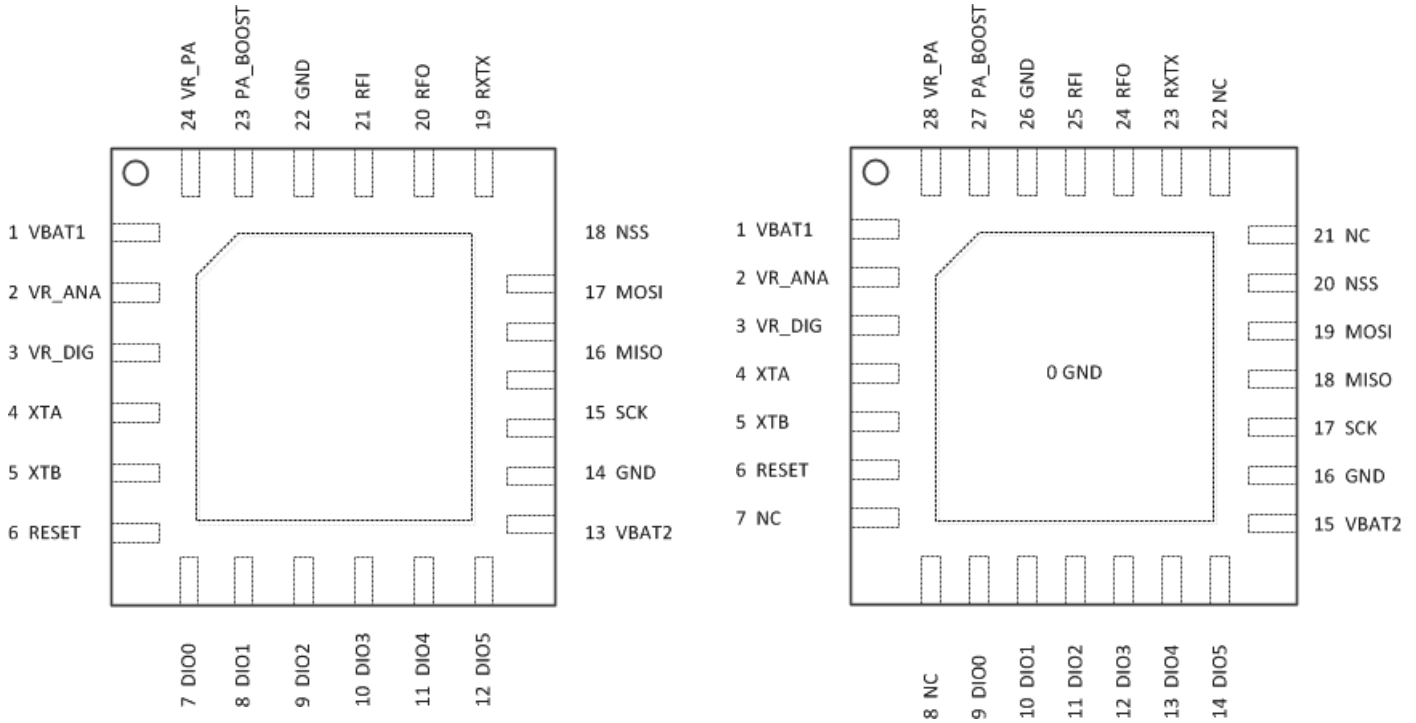 24 VR_PA
23 PA_BOOST
22 GND
21 RFI
20 RFO
19 RXTX
1 VBAT1
2 VR_ANA
3 VR_DIG
4 XTA
5 XTB
6 RESET
18 NSS
17 MOSI
16 MISO
15 SCK
14 GND
13 VBAT2
7 DIO0
8 DIO1
9 DIO2
10 DIO3
11 DIO4
12 DIO5
28 VR_PA
27 PA_BOOST
26 GND
25 RFI
24 RFO
23 RXTX
22 NC
1 VBAT1
2 VR_ANA
3 VR_DIG
4 XTA
5 XTB
6 RESET
7 NC
0 GND
21 NC
20 NSS
19 MOSI
18 MISO
17 SCK
16 GND
15 VBAT2
8 NC
9 DIO0
10 DIO1
11 DIO2
12 DIO3
13 DIO4
14 DIO5